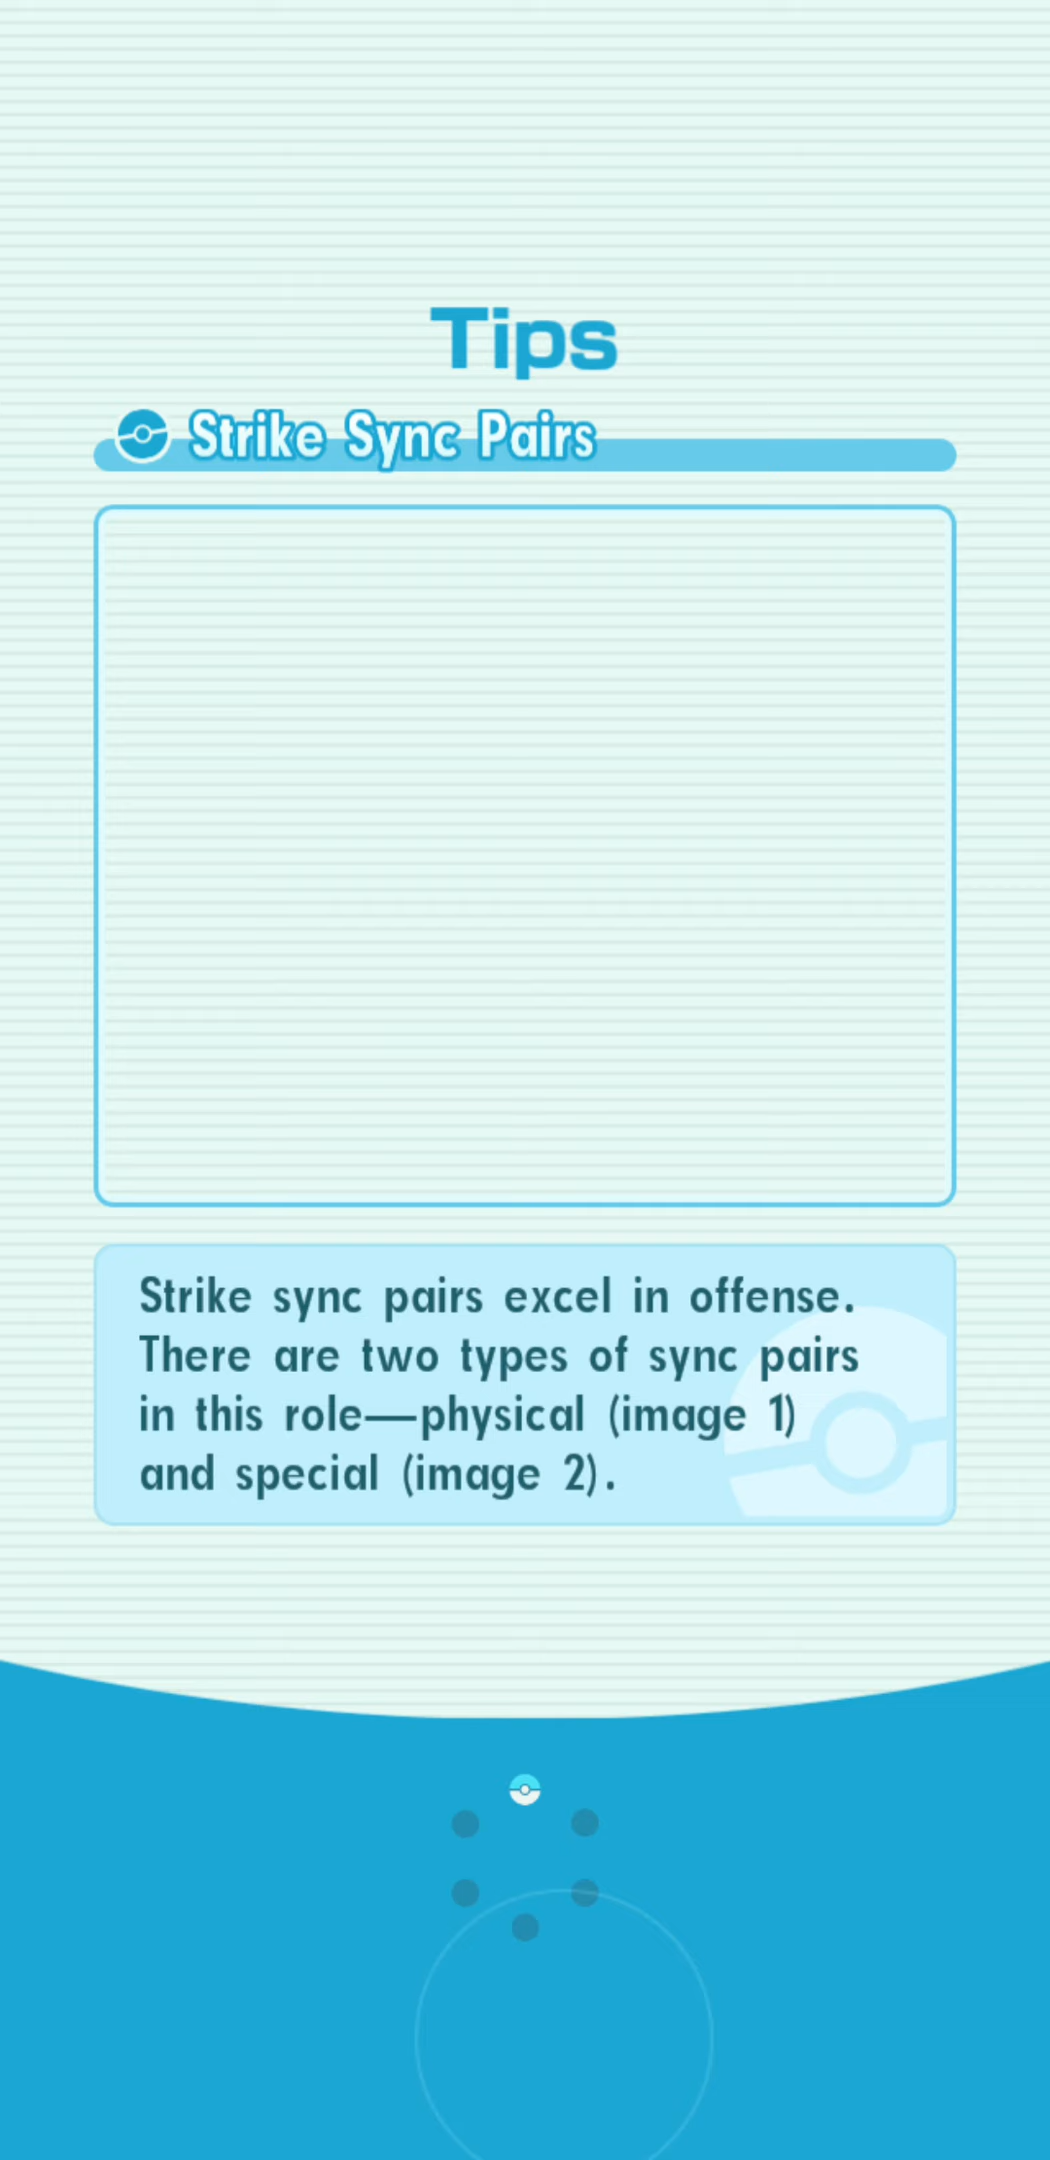 Tips
Strike Sync Pairs
Strike sync pairs excel in offense.
There are two types of sync pairs
in this role—physical (image 1)
and special (image 2).